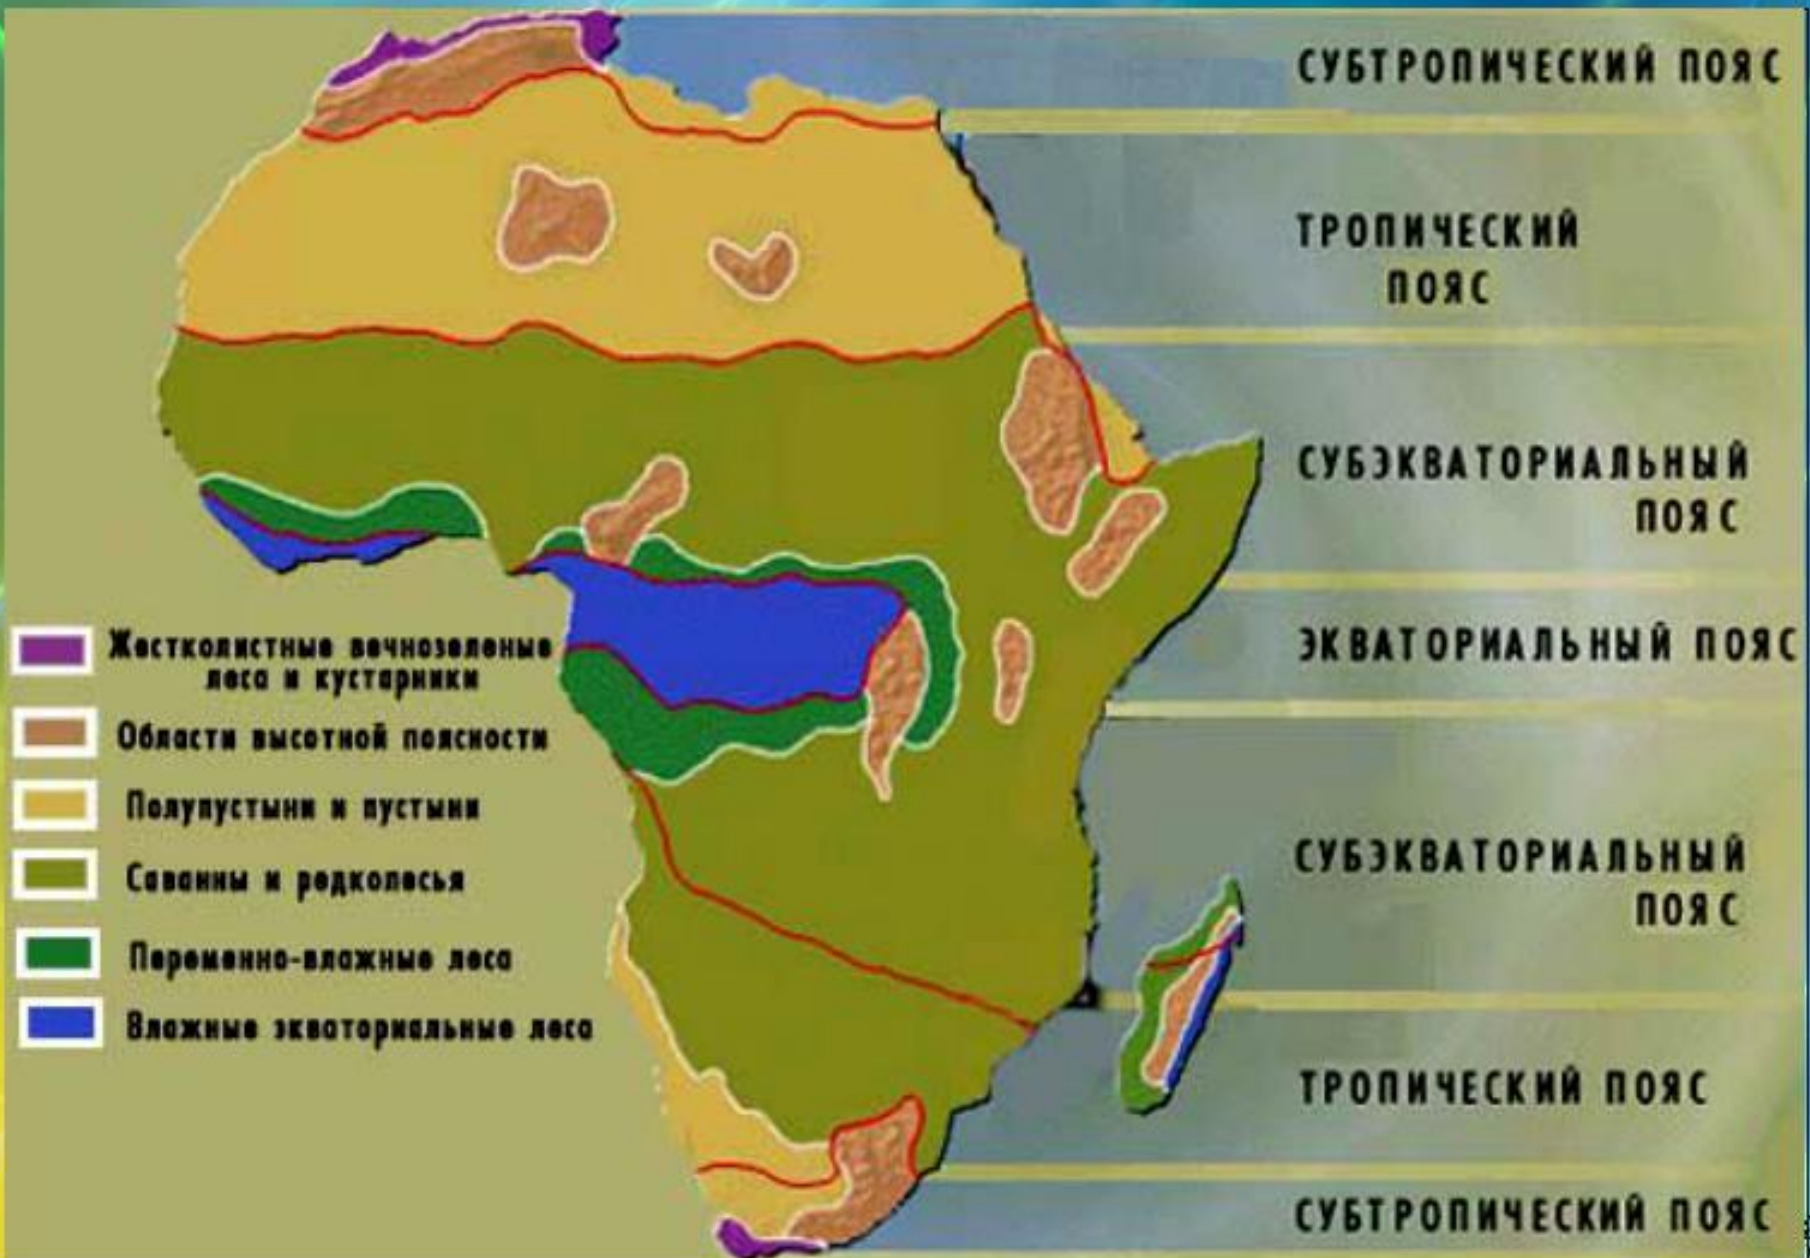 СУБТРОПИЧЕСКИЙ ПОЯС
ТРОПИЧЕСКИЙ
ПОЯС
СУБЭКВАТОРИАЛЬНЫЙ
ПОЯС
ЭКВАТОРИАЛЬНЫЙ ПОЯС
СУБЭКВАТОРИАЛЬНЫЙ
ПОЯС
ТРОПИЧЕСКИЙ ПОЯС
СУБТРОПИЧЕСКИЙ ПОЯС
Жестколистные вечнозеленые
леса и кустарники
Области высотной поясности
Полупустыни и пустыни
Саванны и редколесья
Переменно-влажные леса
Влажные экваториальные леса